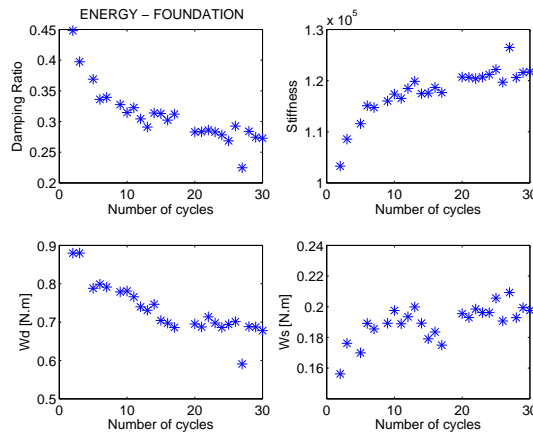 ENERGY – FOUNDATION
0.45
0.4
0.35
0.3
0.25
0.2
Damping Ratio
0 10 20 30
Number of cycles
x 10^5
1.3
1.2
1.1
1
Stiffness
0 10 20 30
Number of cycles
0.9
0.8
0.7
0.6
0.5
Wd [N.m]
0 10 20 30
Number of cycles
0.24
0.22
0.2
0.18
0.16
Ws [N.m]
0 10 20 30
Number of cycles